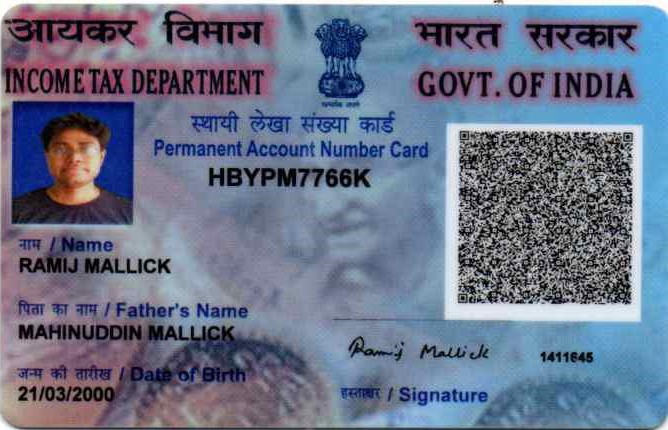 आयकर विभाग
INCOME TAX DEPARTMENT
भारत सरकार
GOVT. OF INDIA
स्थायी लेखा संख्या कार्ड
Permanent Account Number Card
HBYPM7766K
नाम / Name
RAMIJ MALLICK
पिता का नाम / Father's Name
MAHINUDDIN MALLICK
जन्म की तारीख / Date of Birth
21/03/2000
Ramij Mallick
1411645
हस्ताक्षर / Signature